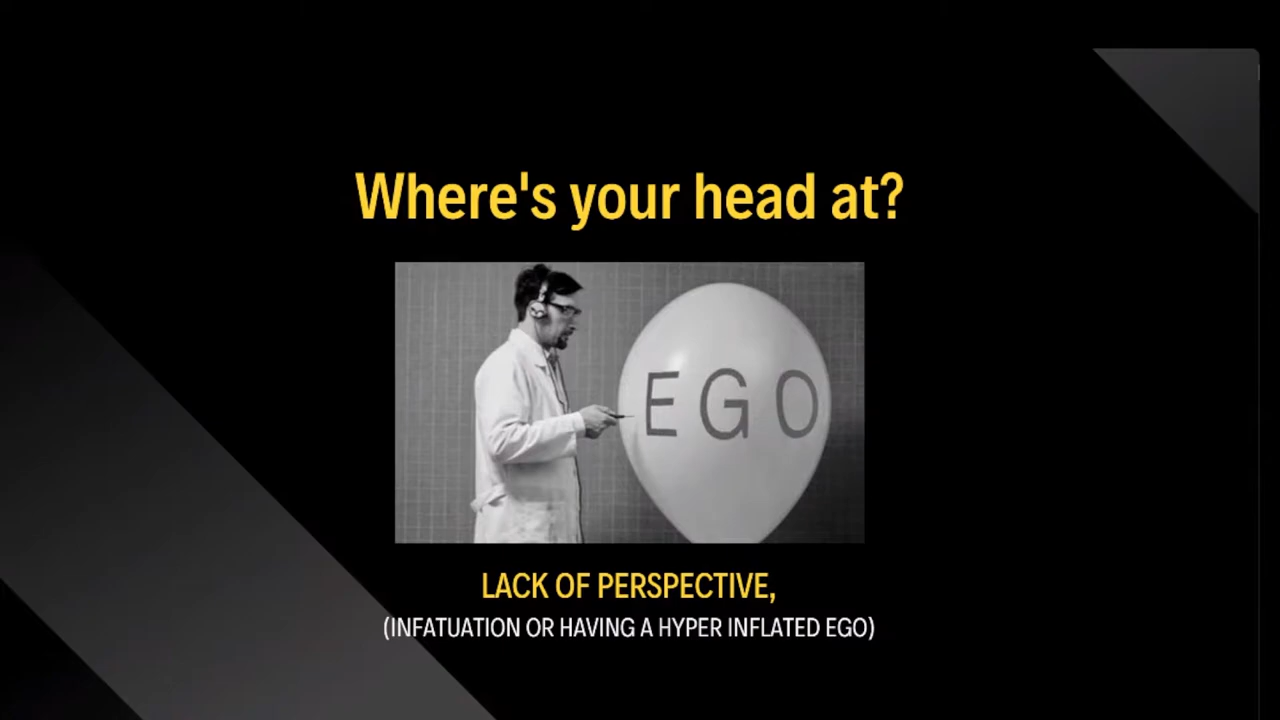 Where's your head at?
EGO
LACK OF PERSPECTIVE,
(INFATUATION OR HAVING A HYPER INFLATED EGO)